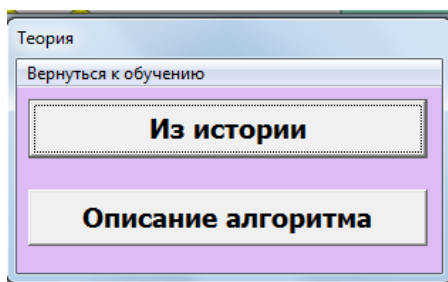 Теория
Вернуться к обучению
Из истории
Описание алгоритма